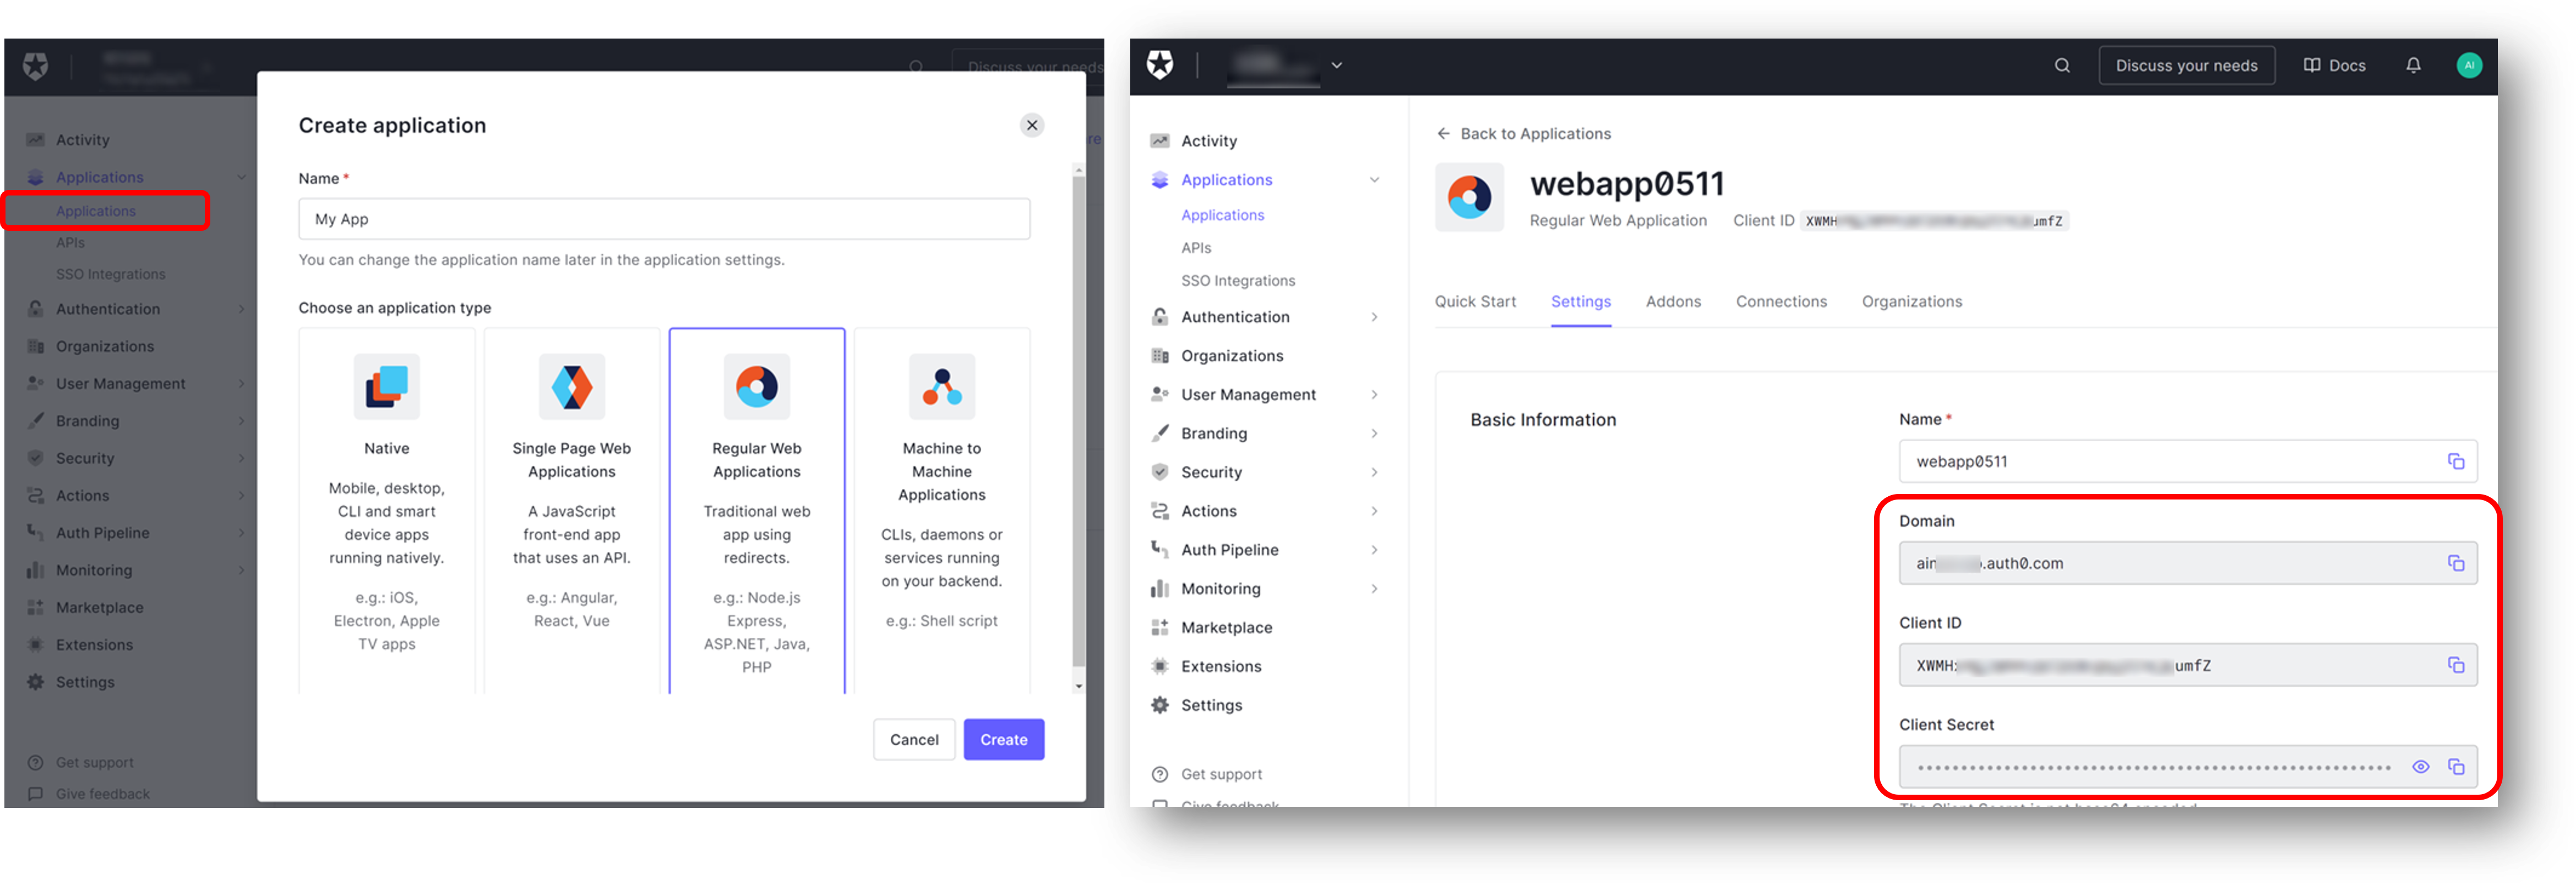 Discuss your needs
Activity
Applications
Applications
APIs
SSO Integrations
Authentication
Organizations
User Management
Branding
Security
Actions
Auth Pipeline
Monitoring
Marketplace
Extensions
Settings
Get support
Give feedback
Create application
Name *
My App
You can change the application name later in the application settings.
Choose an application type
Native
Mobile, desktop,
CLI and smart
device apps
running natively.
e.g.: iOS,
Electron, Apple
TV apps
Single Page Web
Applications
A JavaScript
front-end app
that uses an API.
e.g.: Angular,
React, Vue
Regular Web
Applications
Traditional web
app using
redirects.
e.g.: Node.js
Express,
ASP.NET, Java,
PHP
Machine to
Machine
Applications
CLIs, daemons or
services running
on your backend.
e.g.: Shell script
Cancel
Create
Discuss your needs
Docs
AI
Activity
Applications
Applications
APIs
SSO Integrations
Authentication
Organizations
User Management
Branding
Security
Actions
Auth Pipeline
Monitoring
Marketplace
Extensions
Settings
Get support
Give feedback
← Back to Applications
webapp0511
Regular Web Application Client ID XWMH umfZ
Quick Start Settings Addons Connections Organizations
Basic Information
Name *
webapp0511
Domain
ain .auth0.com
Client ID
XWMH umfZ
Client Secret
The Client Secret is not base64 encoded